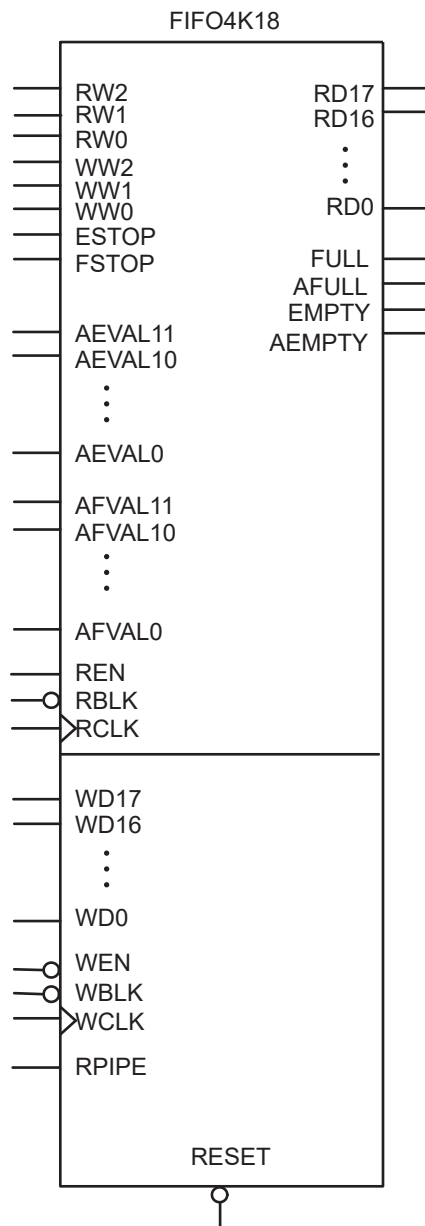 FIFO4K18
RW2
RW1
RW0
WW2
WW1
WW0
ESTOP
FSTOP
AEVAL11
AEVAL10
AEVAL0
AFVAL11
AFVAL10
AFVAL0
REN
RBLK
RCLK
RD17
RD16
RD0
FULL
AFULL
EMPTY
AEMPTY
WD17
WD16
WD0
WEN
WBLK
WCLK
RPIPE
RESET